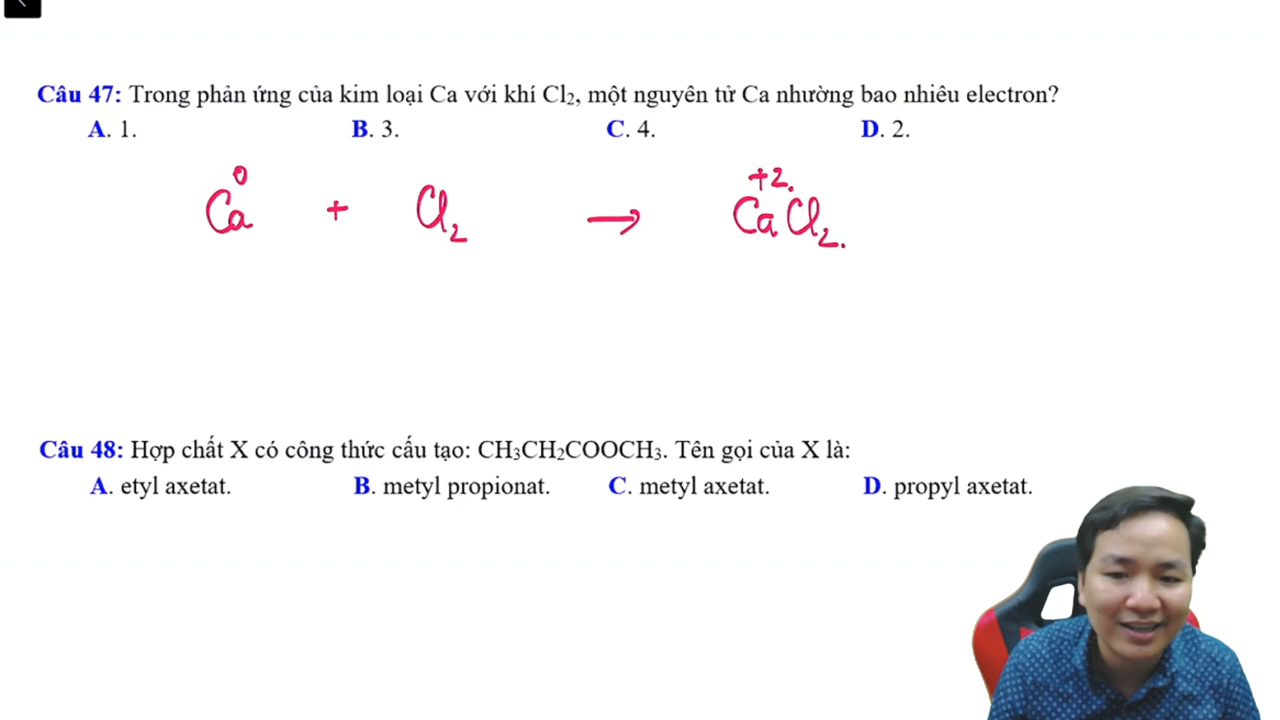 Câu 47: Trong phản ứng của kim loại Ca với khí Cl₂, một nguyên tử Ca nhường bao nhiêu electron?
A. 1. B. 3. C. 4. D. 2.
0 +2.
Ca + Cl₂ → CaCl₂.
Câu 48: Hợp chất X có công thức cấu tạo: CH₃CH₂COOCH₃. Tên gọi của X là:
A. etyl axetat. B. metyl propionat. C. metyl axetat. D. propyl axetat.